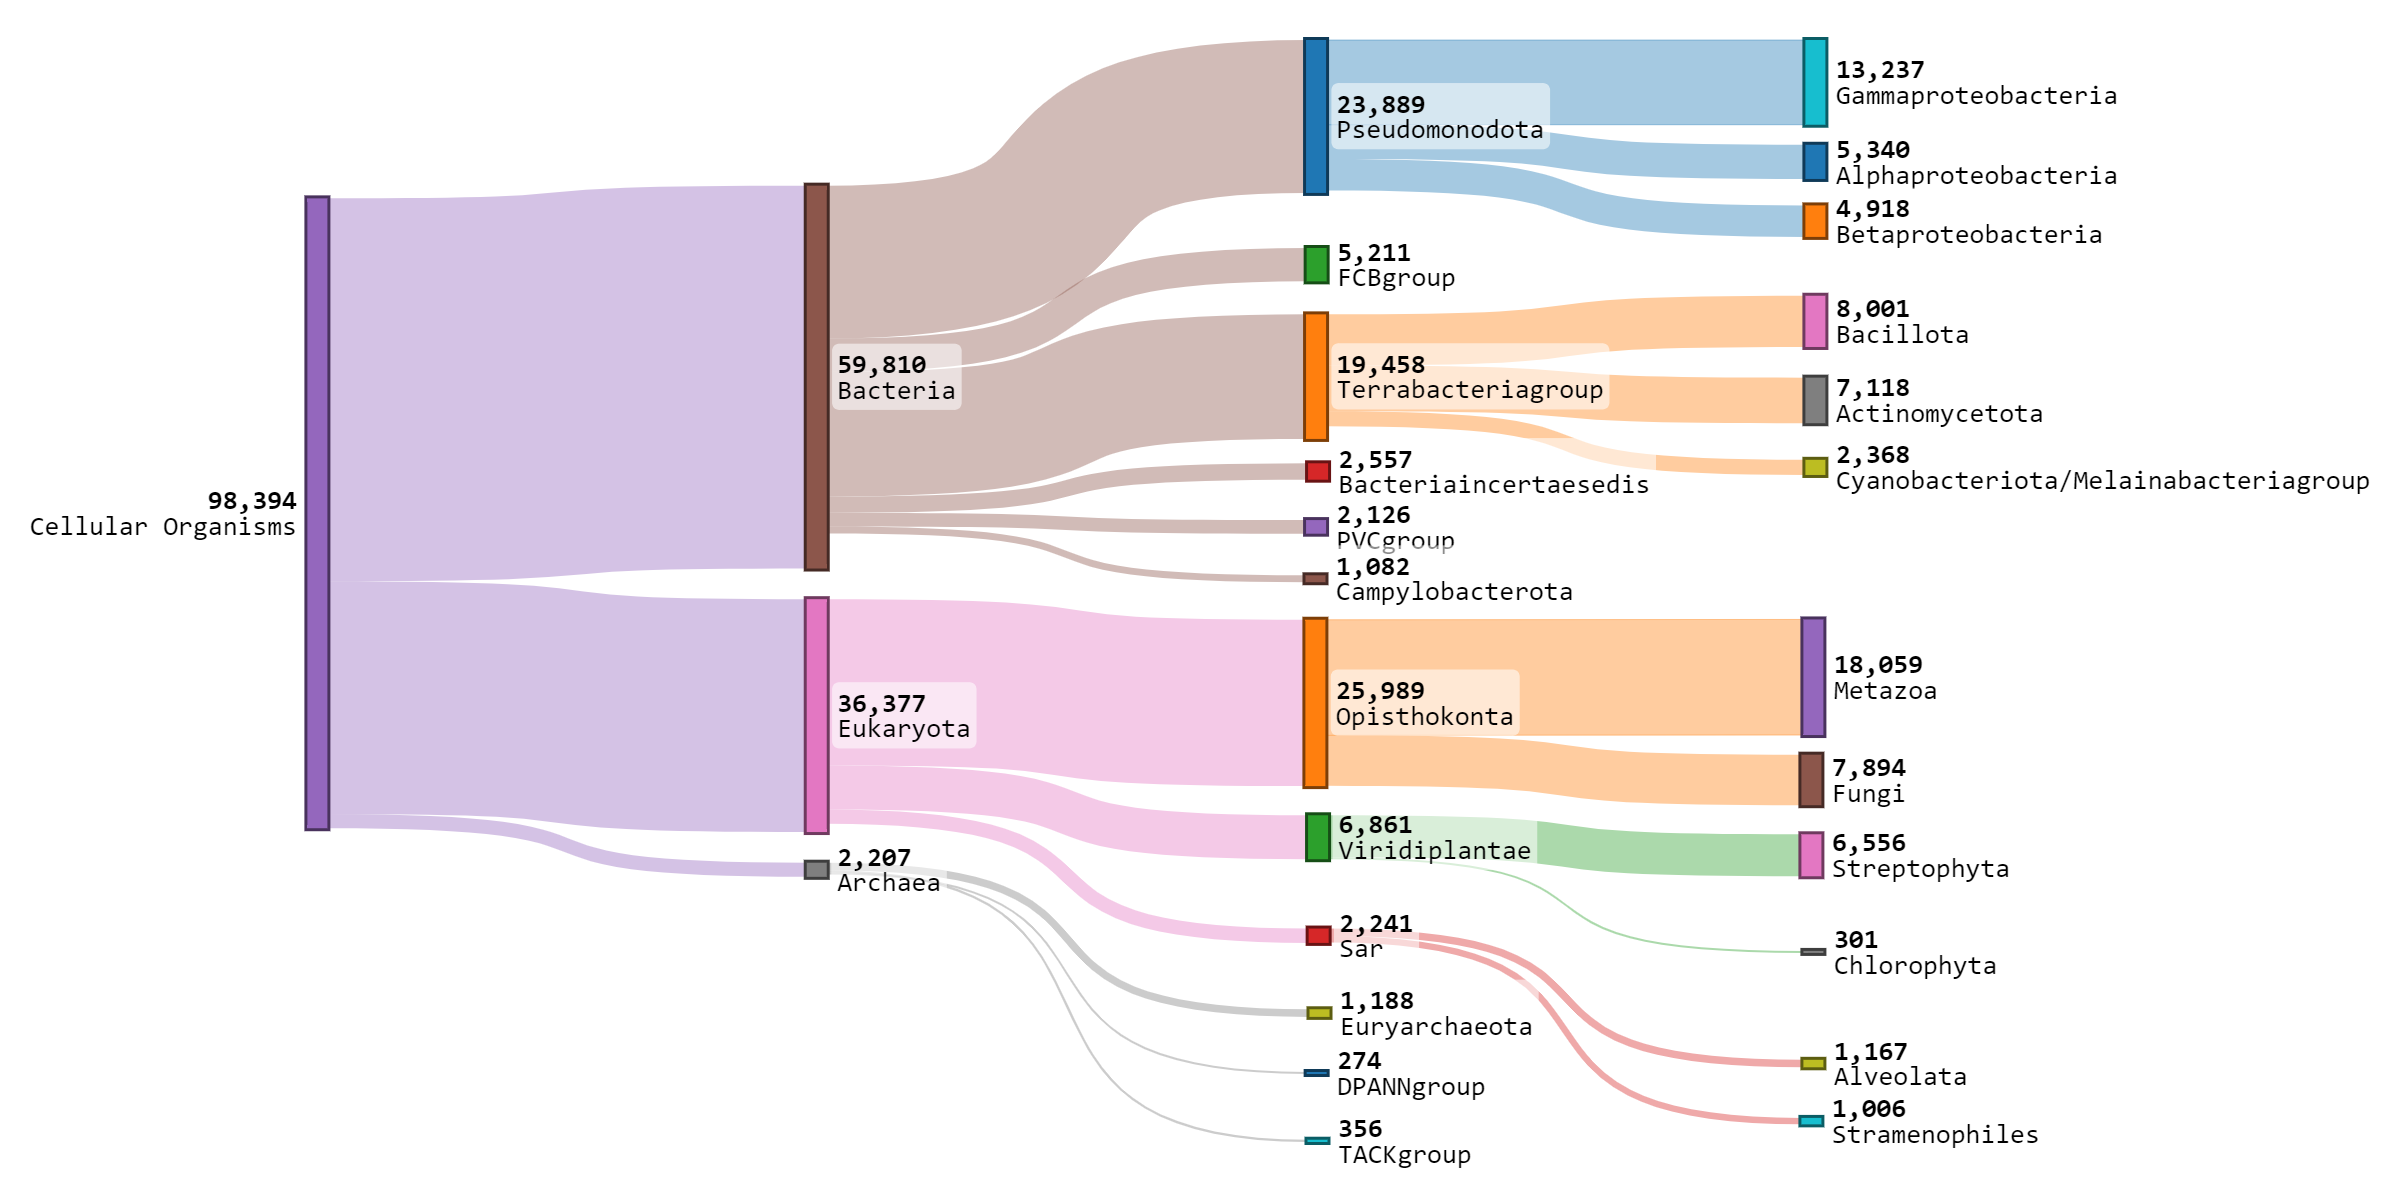 98,394
Cellular Organisms
59,810
Bacteria
36,377
Eukaryota
2,207
Archaea
23,889
Pseudomonodota
5,211
FCBgroup
19,458
Terrabacteriagroup
2,557
Bacteriaincertaesedis
2,126
PVCgroup
1,082
Campylobacterota
25,989
Opisthokonta
6,861
Viridiplantae
2,241
Sar
1,188
Euryarchaeota
274
DPANNgroup
356
TACKgroup
13,237
Gammaproteobacteria
5,340
Alphaproteobacteria
4,918
Betaproteobacteria
8,001
Bacillota
7,118
Actinomycetota
2,368
Cyanobacteriota/Melainabacteriagroup
18,059
Metazoa
7,894
Fungi
6,556
Streptophyta
301
Chlorophyta
1,167
Alveolata
1,006
Stramenophiles